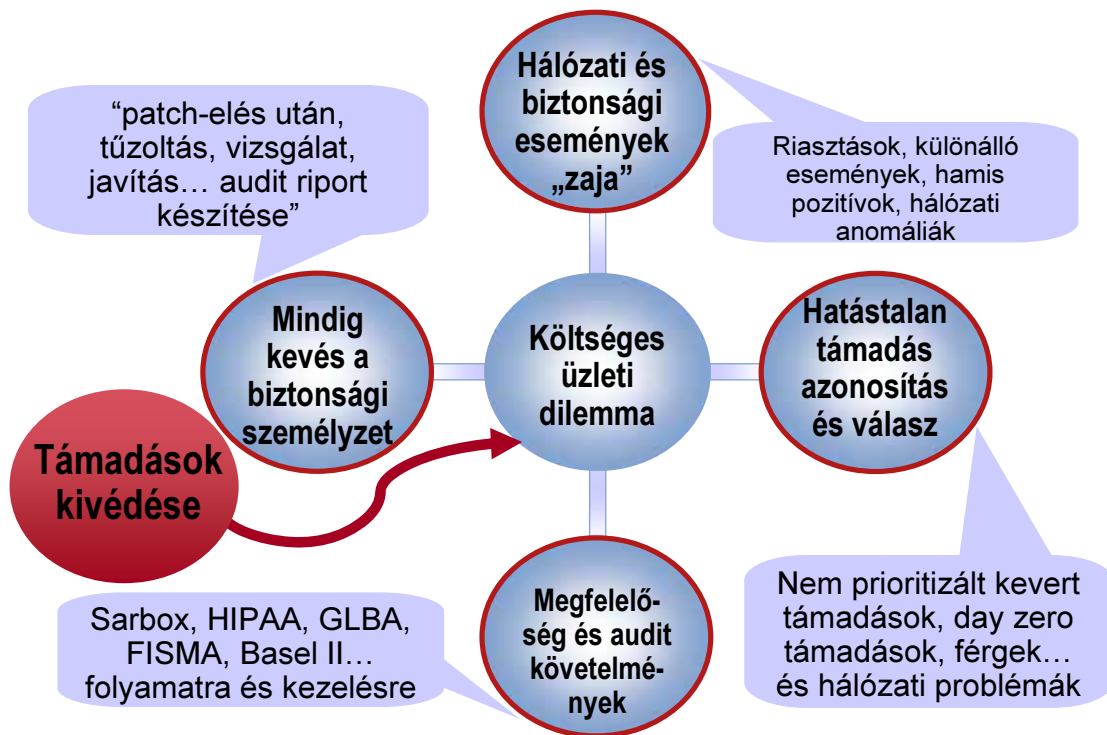 Hálózati és
biztonsági
események
„zaja”
“patch-elés után,
tűzoltás, vizsgálat,
javítás… audit riport
készítése”
Riasztások, különálló
események, hamis
pozitívok, hálózati
anomáliák
Mindig
kevés a
biztonsági
személyzet
Költséges
üzleti
dilemma
Hatástalan
támadás
azonosítás
és válasz
Támadások
kivédése
Megfelelő-
ség és audit
követelmé-
nyek
Sarbox, HIPAA, GLBA,
FISMA, Basel II…
folyamatra és kezelésre
Nem prioritizált kevert
támadások, day zero
támadások, férgek…
és hálózati problémák